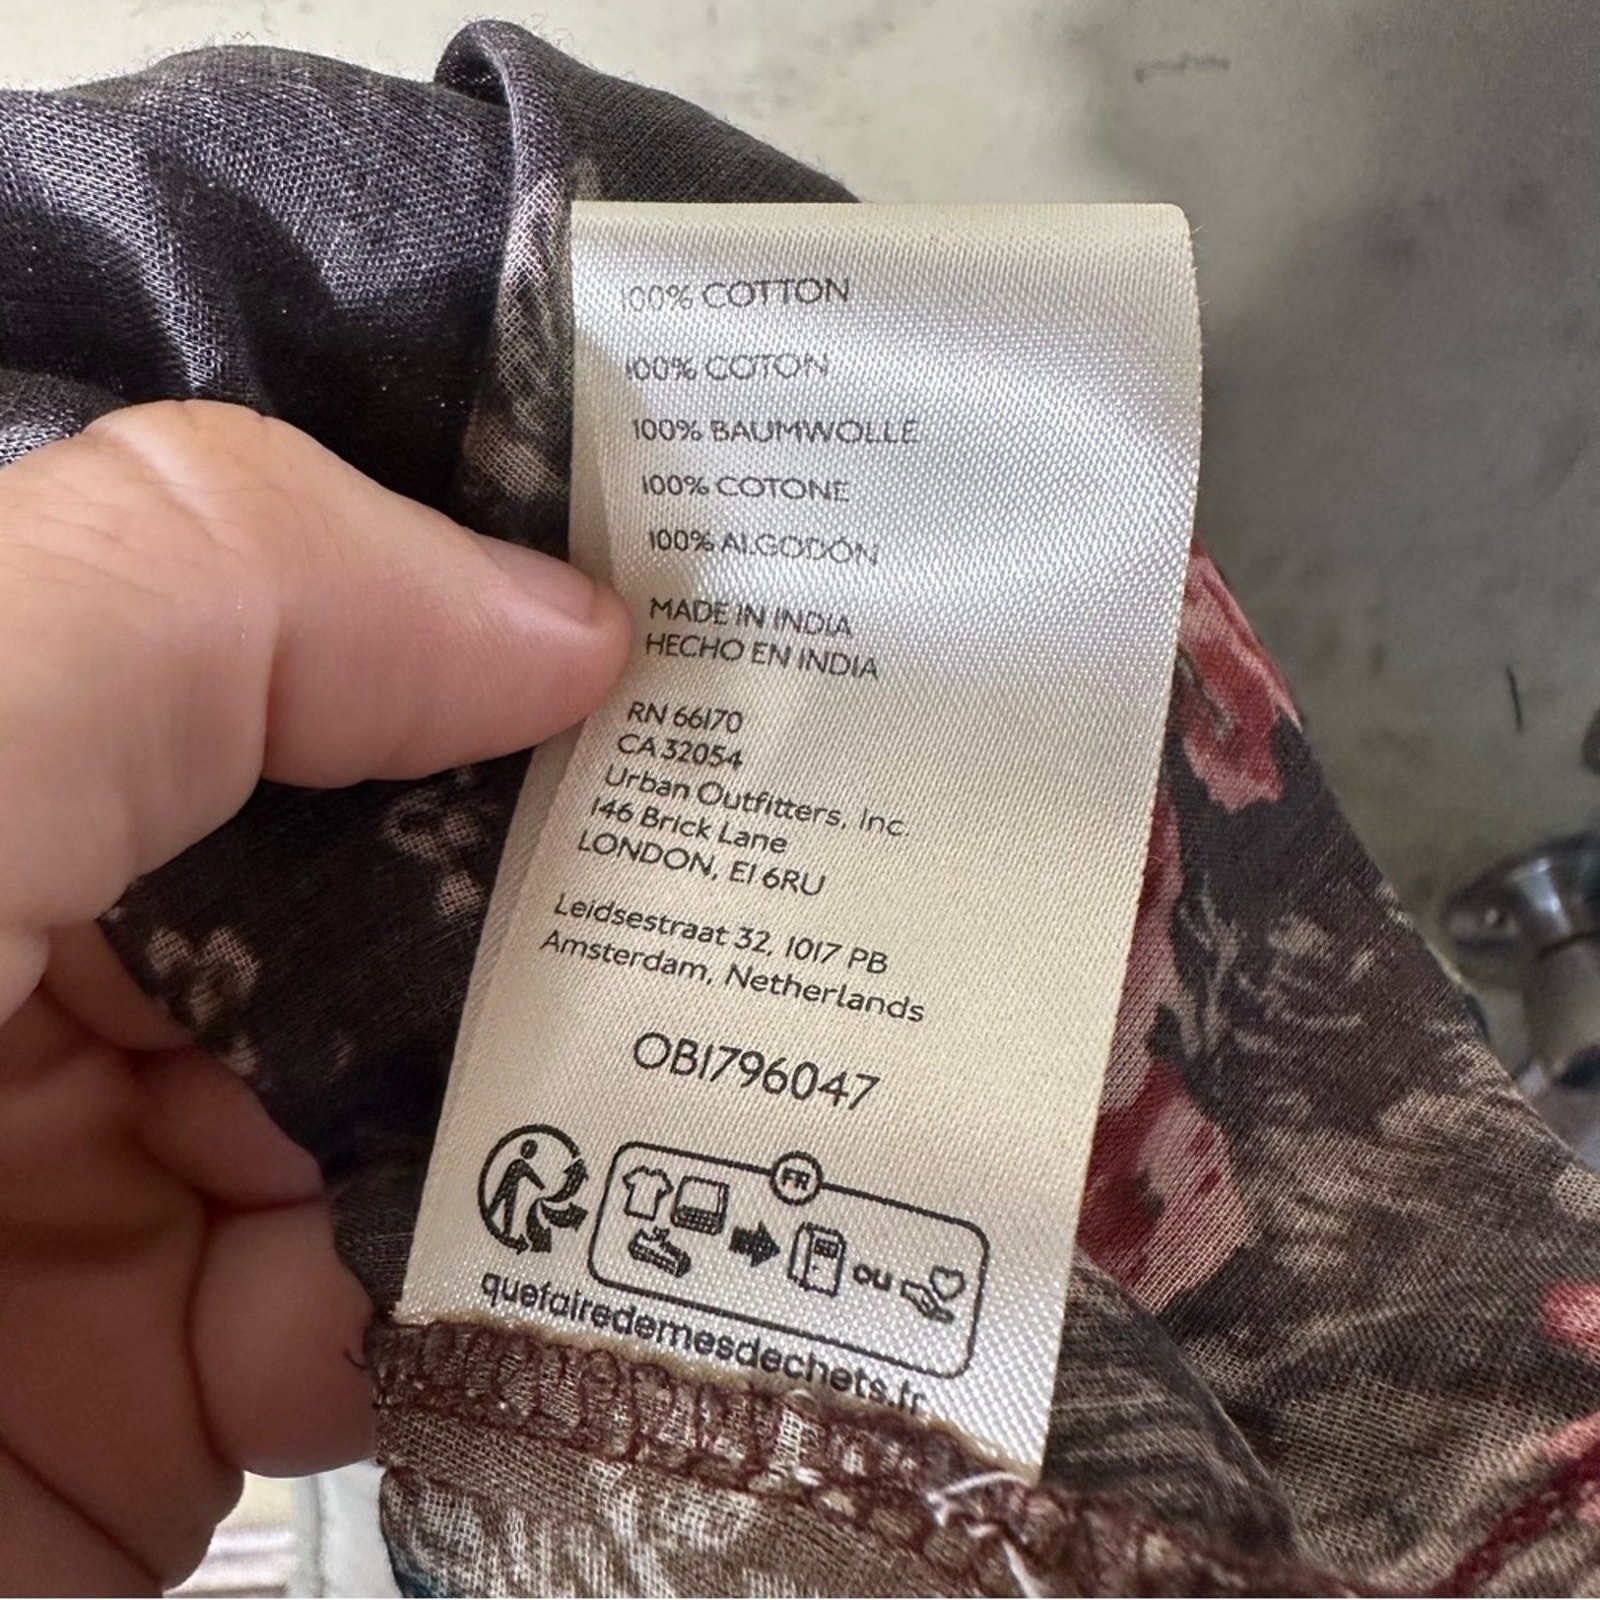 100% COTTON
100% COTON
100% BAUMWOLLE
100% COTONE
100% ALGODÓN
MADE IN INDIA
HECHO EN INDIA
RN 66170
CA 32054
Urban Outfitters, Inc.
146 Brick Lane
LONDON, E1 6RU
Leidsestraat 32, 1017 PB
Amsterdam, Netherlands
OB1796047
FR
ou
quefairedemesdechets.fr